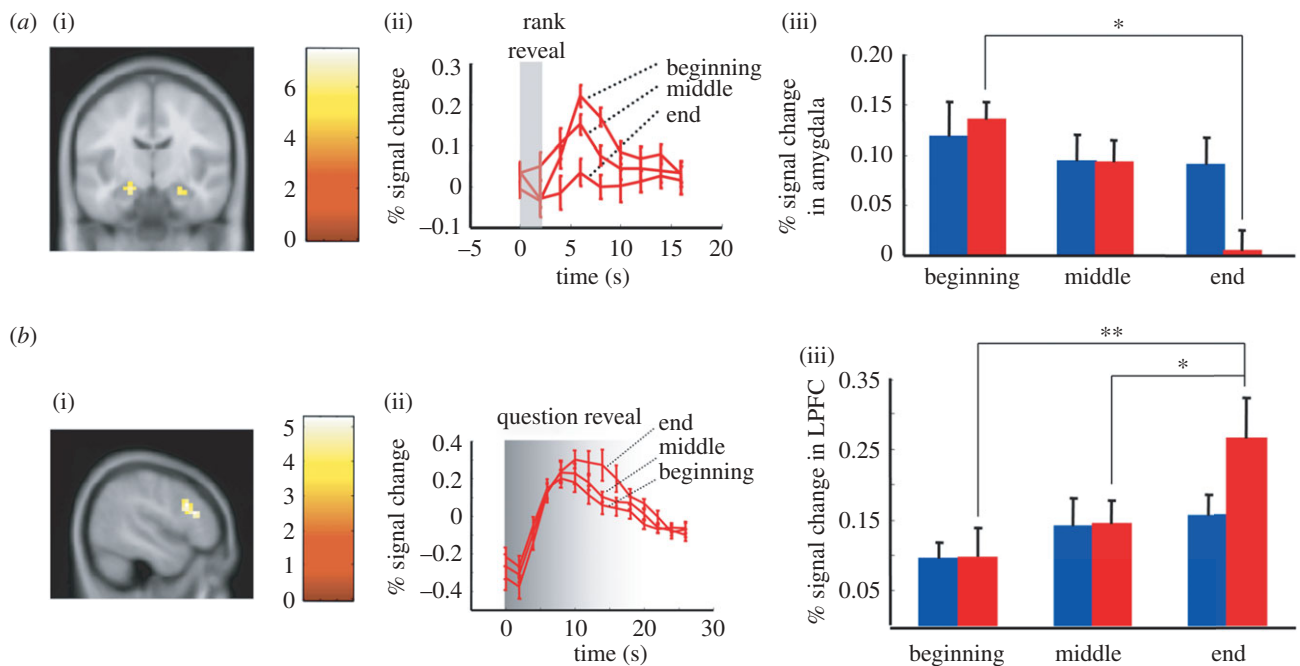 (a) (i)
6
4
2
0
(ii)
rank
reveal
% signal change
0.3
0.2
0.1
0
–0.1
–5 0 5 10 15 20
time (s)
beginning
middle
end
(iii)
% signal change
in amygdala
0.20
0.15
0.10
0.05
0
*
beginning middle end
(b)
(i)
5
4
3
2
1
0
(ii)
question reveal
% signal change
0.4
0.2
0
–0.2
–0.4
0 10 20 30
time (s)
end
middle
beginning
(iii)
% signal change in LPFC
0.35
0.25
0.15
0.05
**
*
beginning middle end